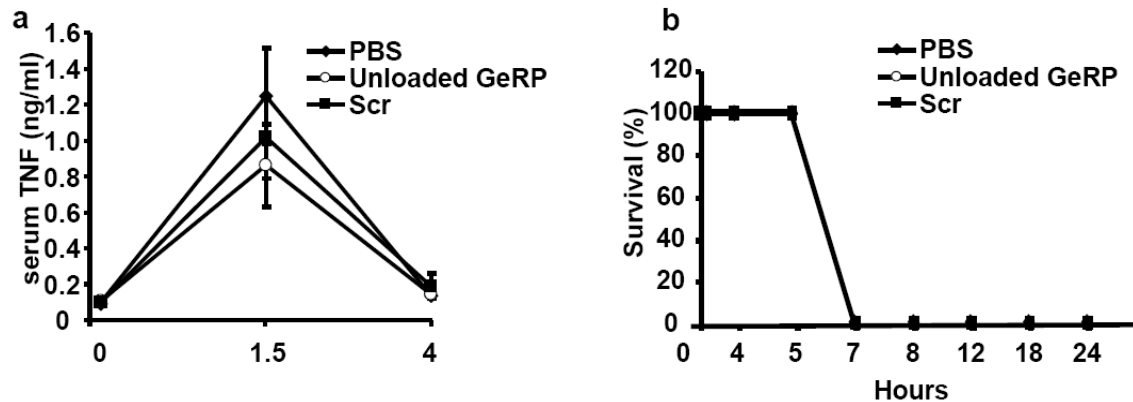 a
serum TNF (ng/ml)
1.6
1.4
1.2
1.0
0.8
0.6
0.4
0.2
0
0 1.5 4
PBS
Unloaded GeRP
Scr
b
PBS
Unloaded GeRP
Scr
Survival (%)
120
100
80
60
40
20
0
0 4 5 7 8 12 18 24
Hours